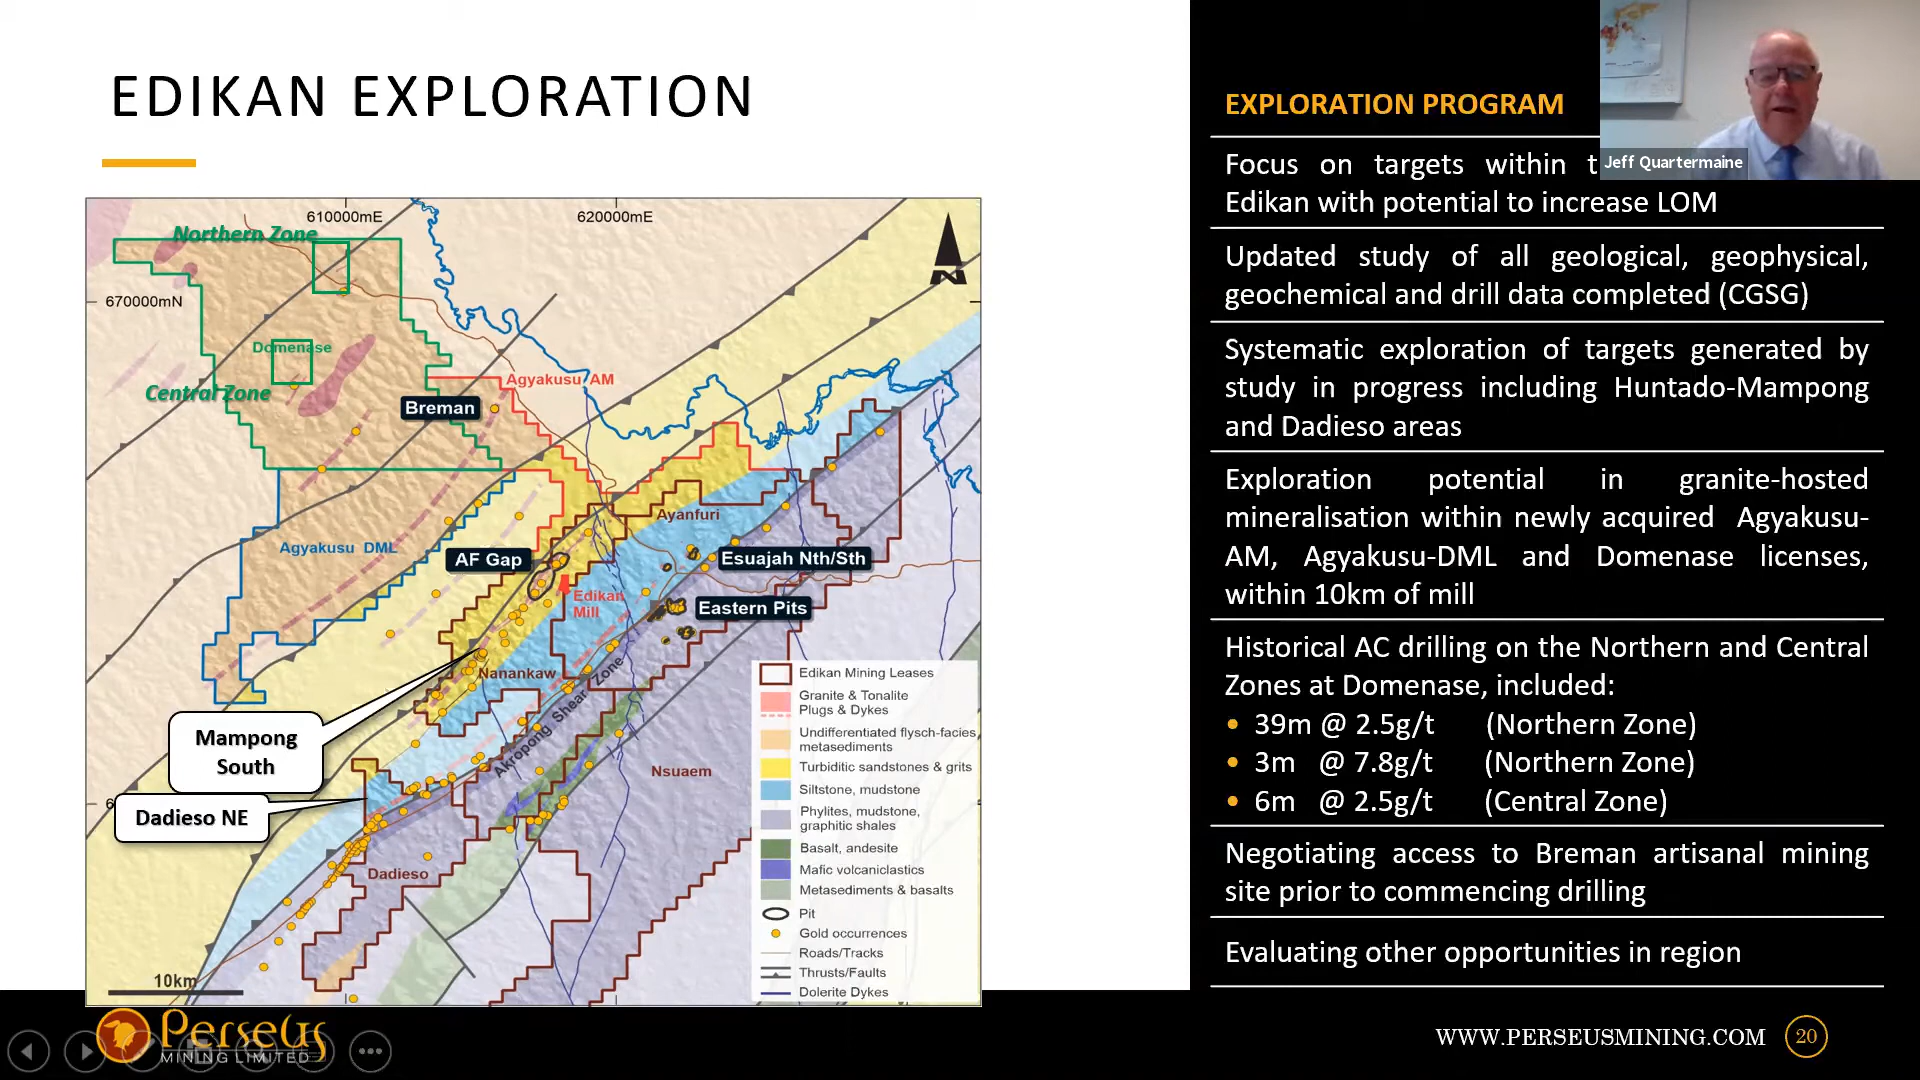 EDIKAN EXPLORATION
610000mE
620000mE
Northern Zone
670000mN
Domenase
Central Zone
Agyakusu AM
Breman
Ayanfuri
Agyakusu DML
AF Gap
Esuajah Nth/Sth
Edikan
Mill
Eastern Pits
Nanankaw
Akropong Shear Zone
Mampong
South
Nsuaem
Dadieso NE
Dadieso
10km
Edikan Mining Leases
Granite & Tonalite
Plugs & Dykes
Undifferentiated flysch-facies
metasediments
Turbiditic sandstones & grits
Siltstone, mudstone
Phylites, mudstone,
graphitic shales
Basalt, andesite
Mafic volcaniclastics
Metasediments & basalts
Pit
Gold occurrences
Roads/Tracks
Thrusts/Faults
Dolerite Dykes
EXPLORATION PROGRAM
Jeff Quartermaine
Focus on targets within
Edikan with potential to increase LOM
Updated study of all geological, geophysical,
geochemical and drill data completed (CGSG)
Systematic exploration of targets generated by
study in progress including Huntado-Mampong
and Dadieso areas
Exploration potential in granite-hosted
mineralisation within newly acquired Agyakusu-
AM, Agyakusu-DML and Domenase licenses,
within 10km of mill
Historical AC drilling on the Northern and Central
Zones at Domenase, included:
• 39m @ 2.5g/t (Northern Zone)
• 3m @ 7.8g/t (Northern Zone)
• 6m @ 2.5g/t (Central Zone)
Negotiating access to Breman artisanal mining
site prior to commencing drilling
Evaluating other opportunities in region
Perseus
MINING LIMITED
WWW.PERSEUSMINING.COM 20